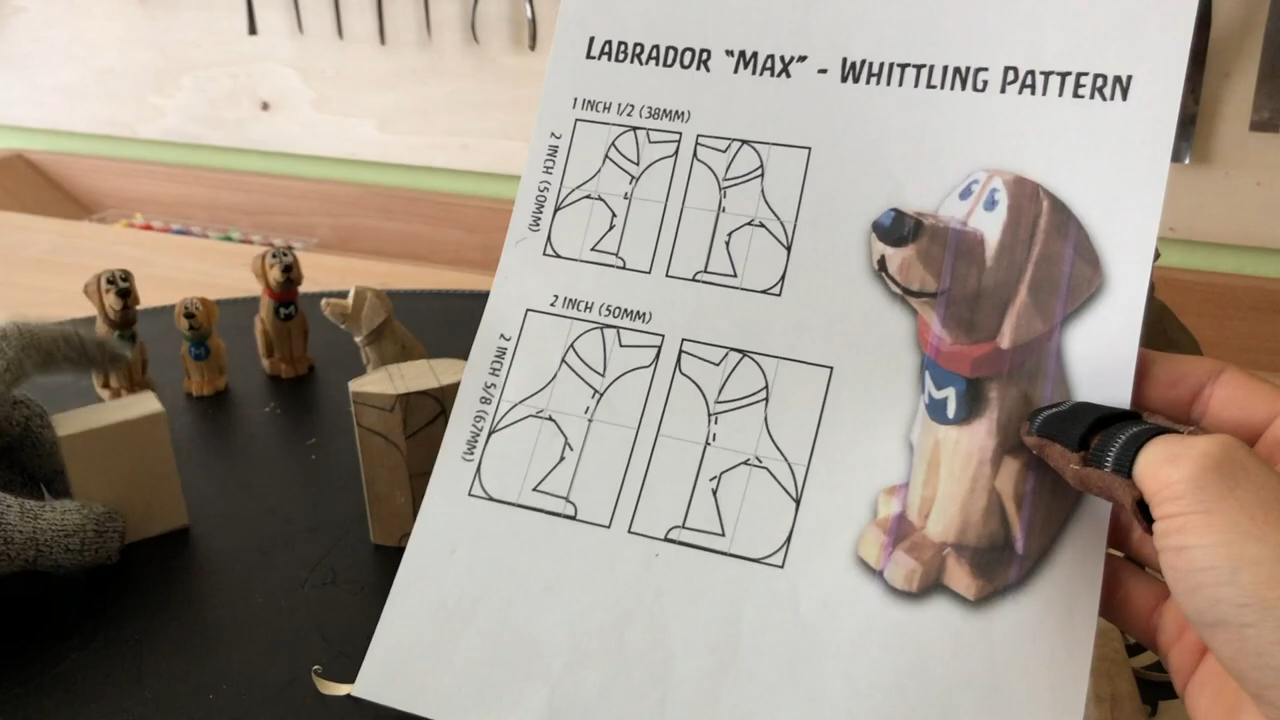 LABRADOR “MAX” - WHITTLING PATTERN
1 INCH 1/2 (38MM)
2 INCH (50MM)
2 INCH (50MM)
2 INCH 5/8 (67MM)
M
M
M